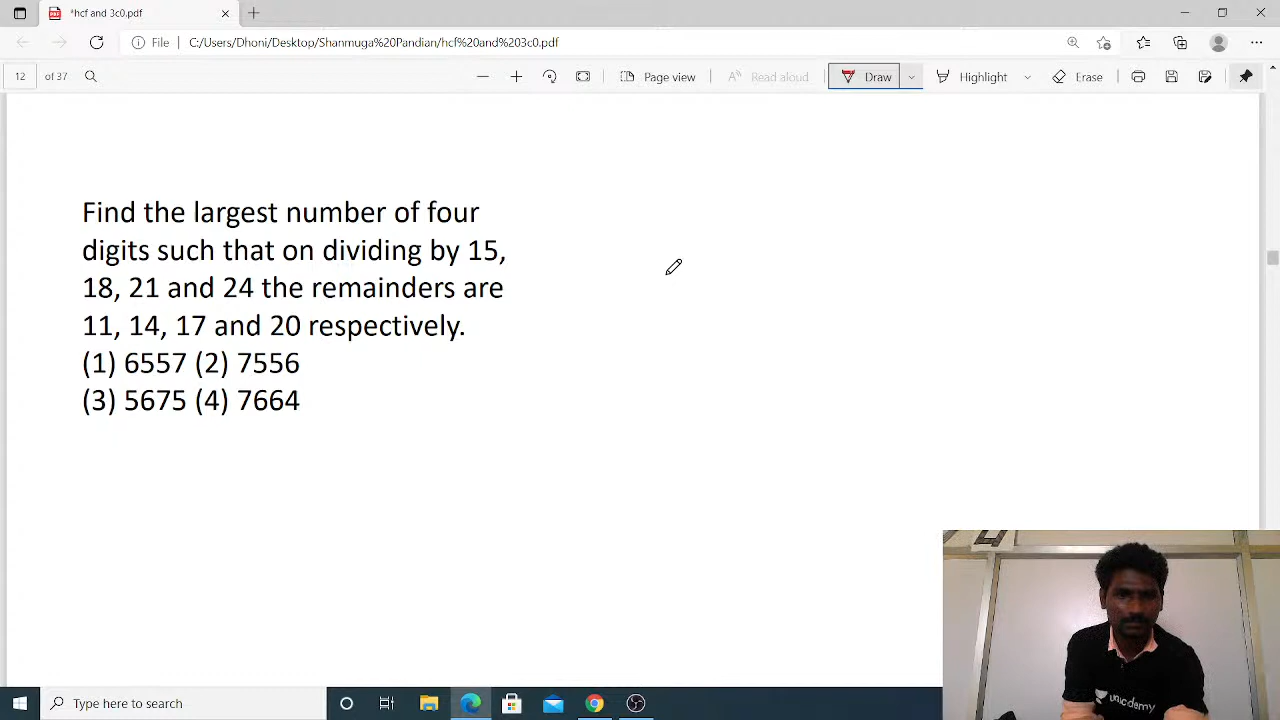 *hcf and 3c0.pdf
File C:/Users/Dhoni/Desktop/Shanmuga%20Pandian/hcf%20and%203c0.pdf
12 of 37 Page view Read aloud Draw Highlight Erase
Find the largest number of four
digits such that on dividing by 15,
18, 21 and 24 the remainders are
11, 14, 17 and 20 respectively.
(1) 6557 (2) 7556
(3) 5675 (4) 7664
unacademy
Type here to search